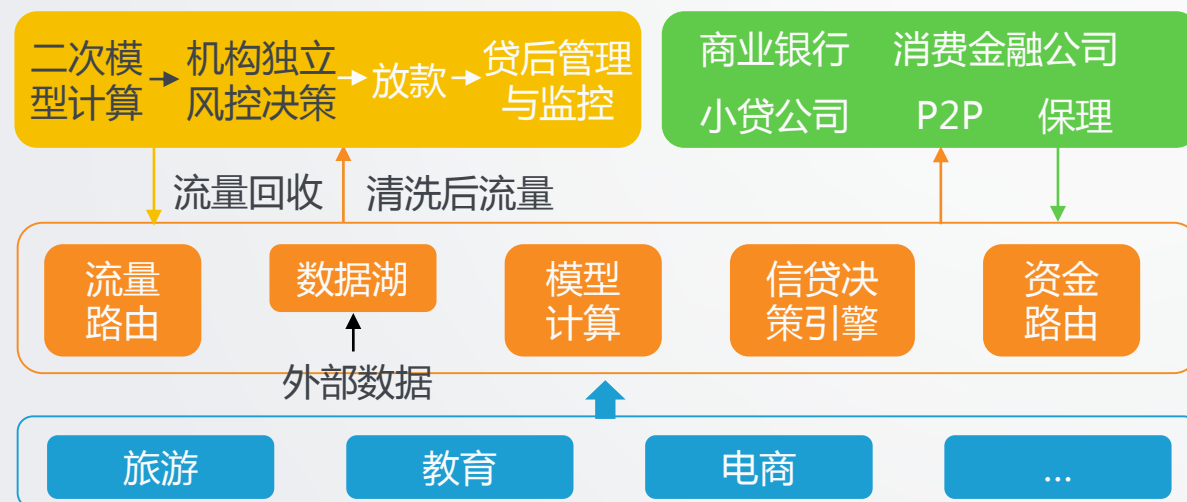 二次模
型计算
机构独立
风控决策
放款
贷后管理
与监控
商业银行 消费金融公司
小贷公司 P2P 保理
流量回收
清洗后流量
流量
路由
数据湖
模型
计算
信贷决
策引擎
资金
路由
外部数据
旅游
教育
电商
...